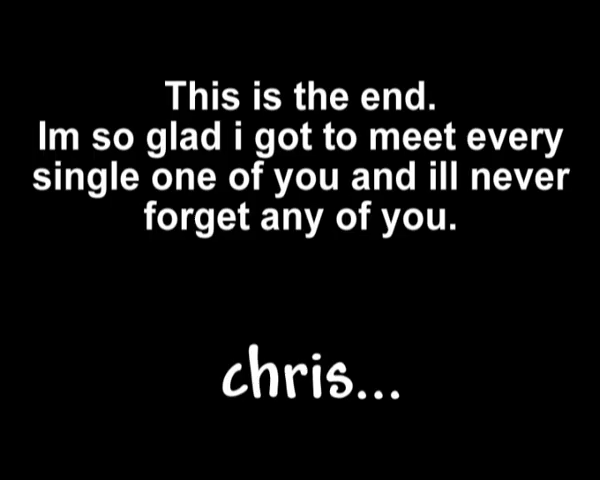 This is the end.
Im so glad i got to meet every
single one of you and ill never
forget any of you.
chris...